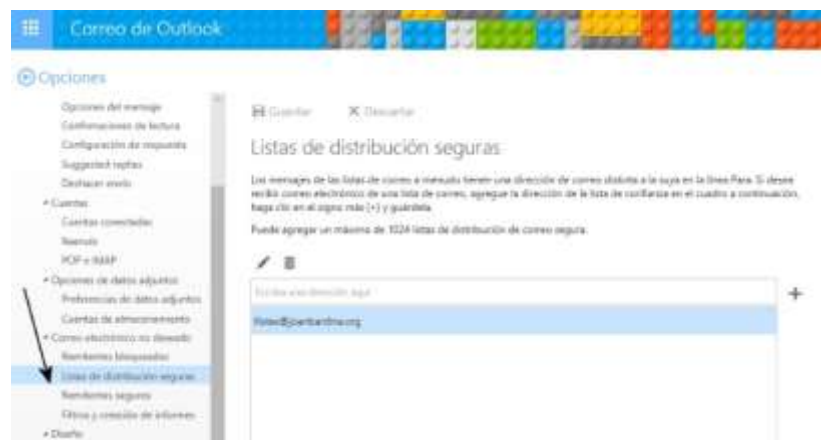 Correo de Outlook
Opciones
Opciones del mensaje
Confirmaciones de lectura
Configuración de respuesta
Suggested replies
Deshacer envío
Cuentas
Cuentas conectadas
Reenvío
POP e IMAP
Opciones de datos adjuntos
Preferencias de datos adjuntos
Cuentas de almacenamiento
Correo electrónico no deseado
Remitentes bloqueados
Listas de distribución seguras
Remitentes seguros
Filtros y creación de informes
Diseño
Guardar Descartar
Listas de distribución seguras
Los mensajes de las listas de correo a menudo tienen una dirección de correo distinta a la suya en la línea Para. Si desea
recibir correo electrónico de una lista de correo, agregue la dirección de la lista de confianza en el cuadro a continuación,
haga clic en el signo más (+) y guárdela.
Puede agregar un máximo de 1024 listas de distribución de correo segura.
Escriba una dirección aquí